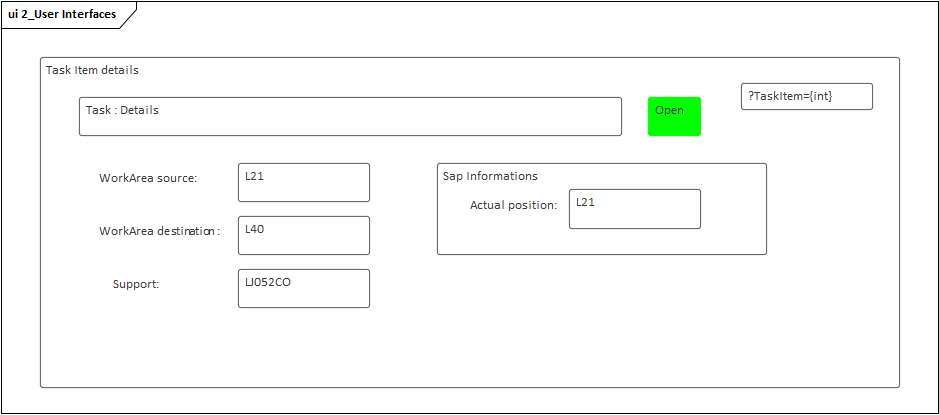 ui 2_User Interfaces
Task Item details
?TaskItem={int}
Task : Details
Open
WorkArea source:
L21
Sap Informations
Actual position:
L21
WorkArea destination:
L40
Support:
LJ052CO